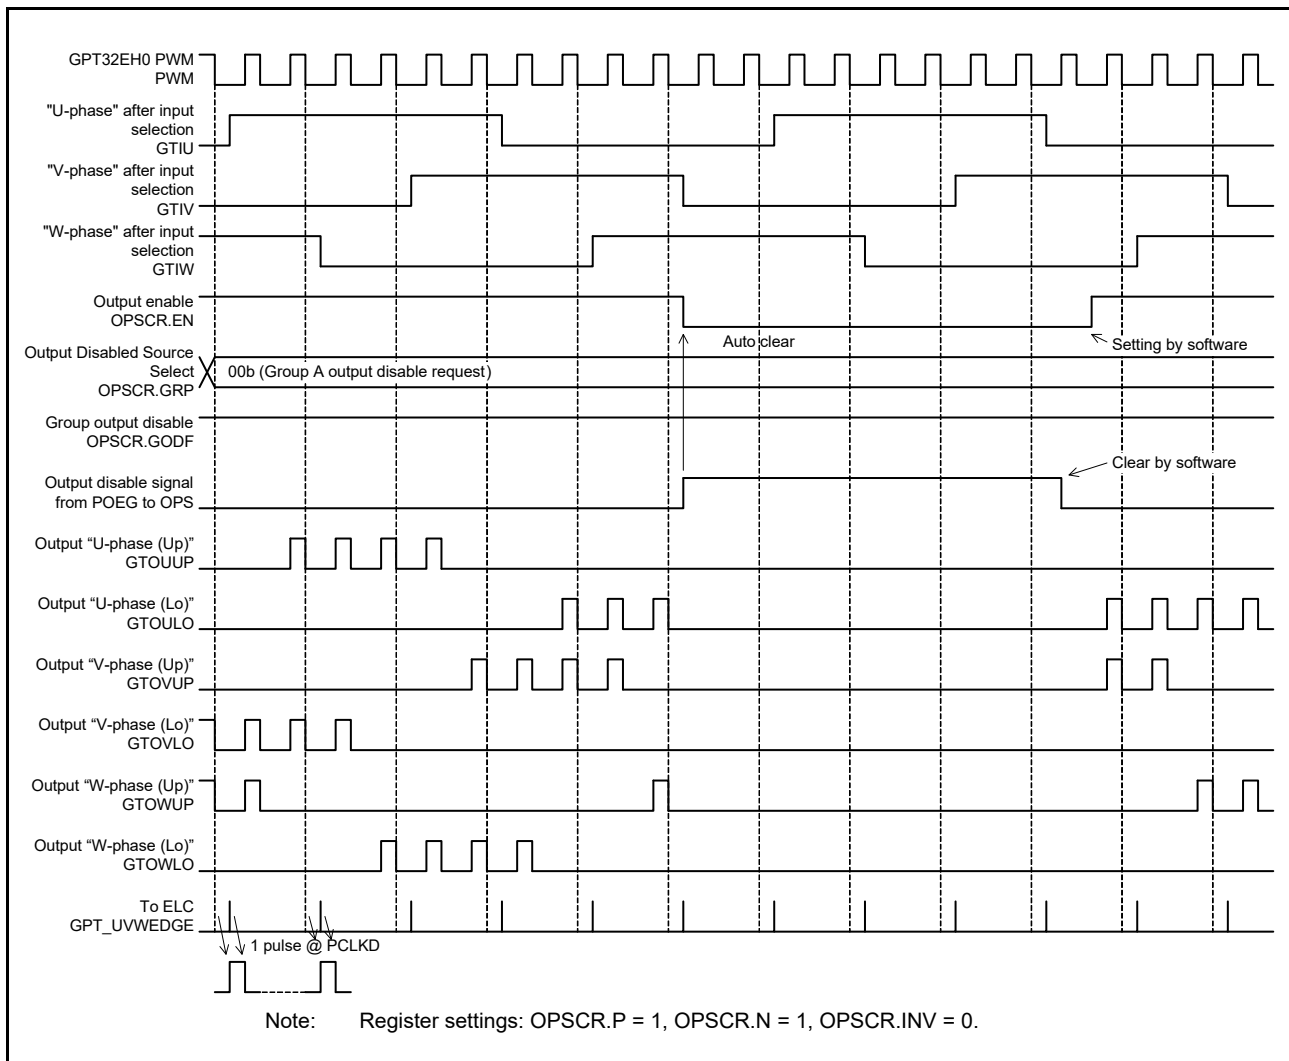 GPT32EH0 PWM
PWM
"U-phase" after input
selection
GTIU
"V-phase" after input
selection
GTIV
"W-phase" after input
selection
GTIW
Output enable
OPSCR.EN
Auto clear
Setting by software
Output Disabled Source
Select
OPSCR.GRP
00b (Group A output disable request)
Group output disable
OPSCR.GODF
Clear by software
Output disable signal
from POEG to OPS
Output “U-phase (Up)”
GTOUUP
Output “U-phase (Lo)”
GTOULO
Output “V-phase (Up)”
GTOVUP
Output “V-phase (Lo)”
GTOVLO
Output “W-phase (Up)”
GTOWUP
Output “W-phase (Lo)”
GTOWLO
To ELC
GPT_UVWEDGE
1 pulse @ PCLKD
Note: Register settings: OPSCR.P = 1, OPSCR.N = 1, OPSCR.INV = 0.